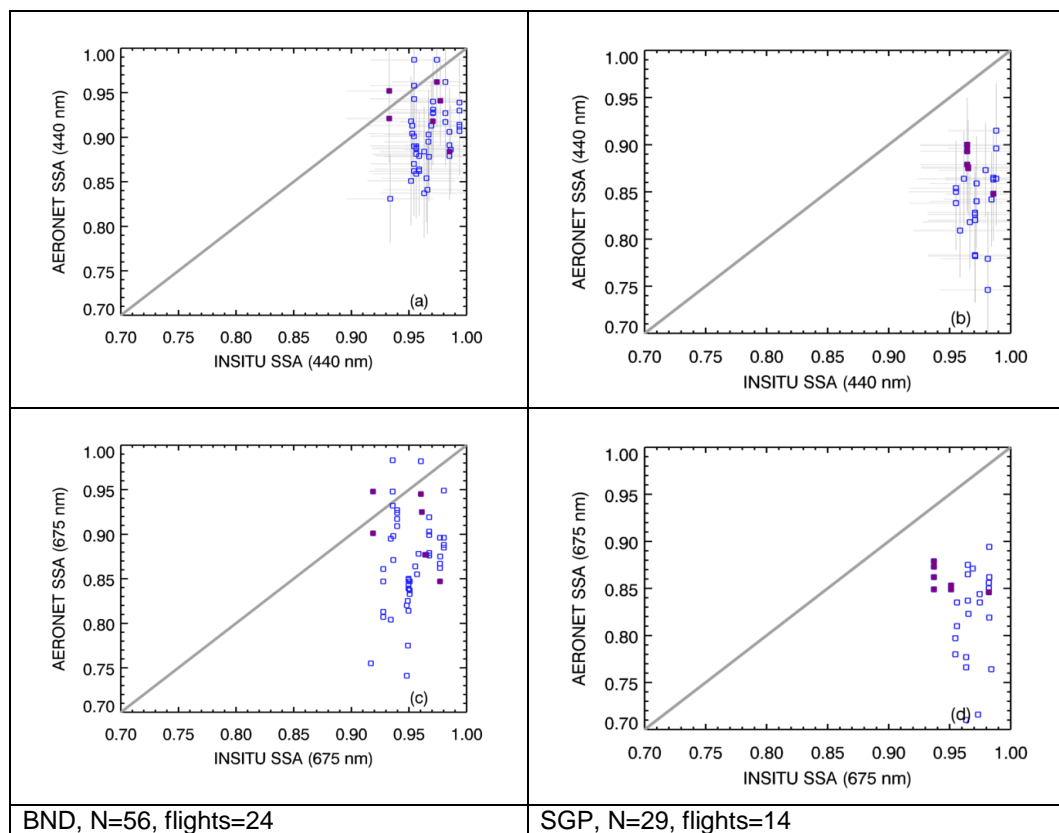 1.00
0.95
0.90
0.85
0.80
0.75
0.70
AERONET SSA (440 nm)
(a)
0.70 0.75 0.80 0.85 0.90 0.95 1.00
INSITU SSA (440 nm)
1.00
0.95
0.90
0.85
0.80
0.75
0.70
AERONET SSA (440 nm)
(b)
0.70 0.75 0.80 0.85 0.90 0.95 1.00
INSITU SSA (440 nm)
1.00
0.95
0.90
0.85
0.80
0.75
0.70
AERONET SSA (675 nm)
(c)
0.70 0.75 0.80 0.85 0.90 0.95 1.00
INSITU SSA (675 nm)
1.00
0.95
0.90
0.85
0.80
0.75
0.70
AERONET SSA (675 nm)
(d)
0.70 0.75 0.80 0.85 0.90 0.95 1.00
INSITU SSA (675 nm)
BND, N=56, flights=24
SGP, N=29, flights=14